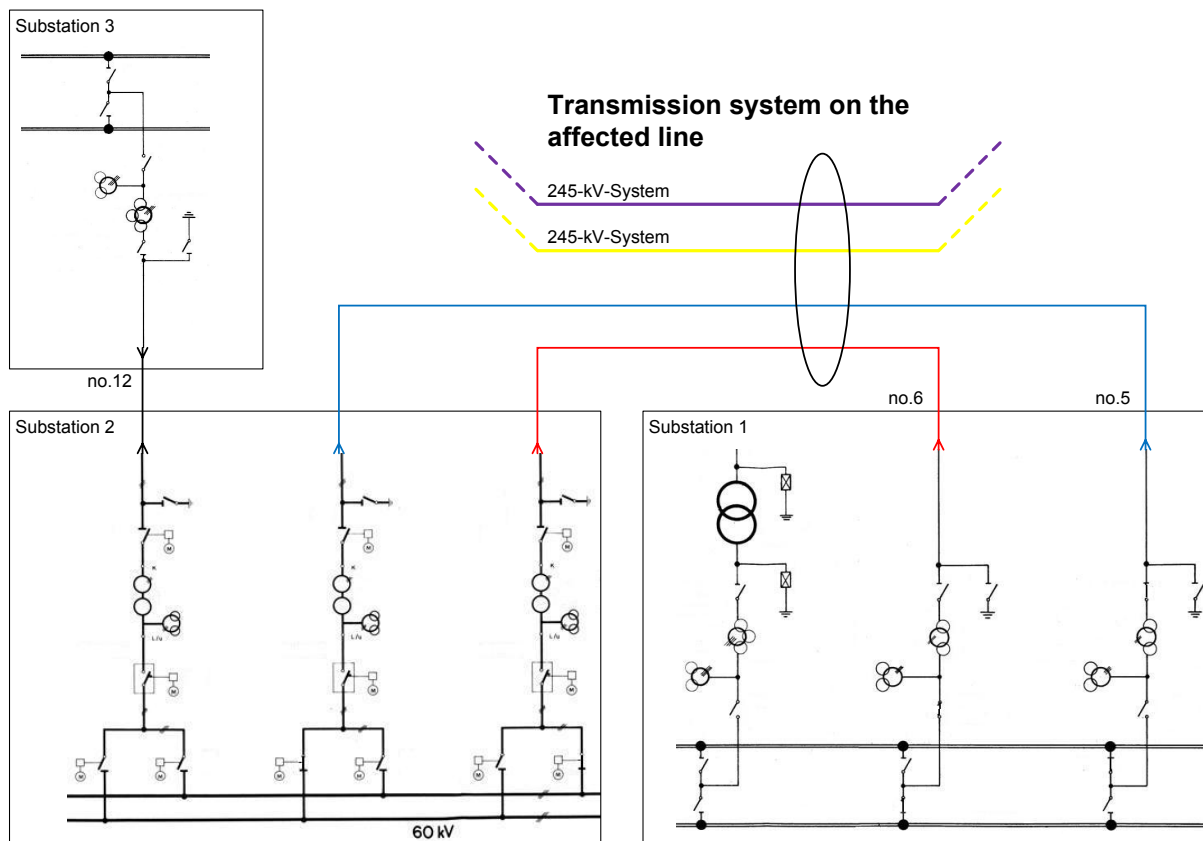 Substation 3
Transmission system on the
affected line
245-kV-System
245-kV-System
no.12
no.6
no.5
Substation 2
Substation 1
M
M
M
K
K
K
L/u
L/u
L/u
M
M
M
M
M
M
M
M
M
60 kV